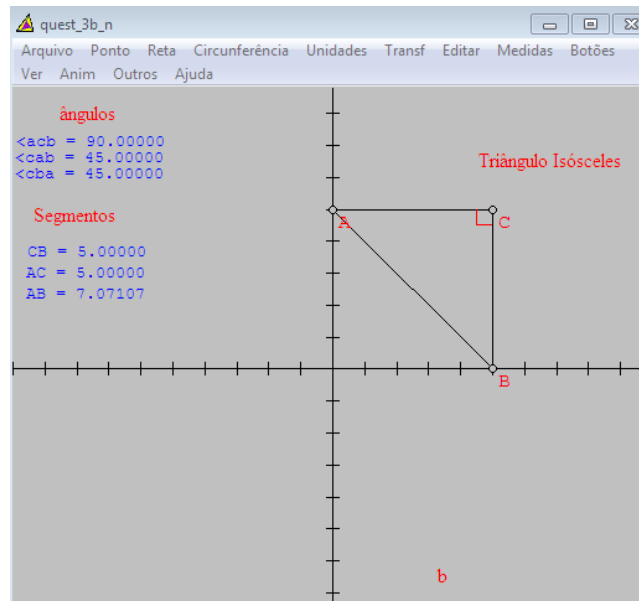 quest_3b_n
Arquivo Ponto Reta Circunferência Unidades Transf Editar Medidas Botões
Ver Anim Outros Ajuda
ângulos
<acb = 90.00000
<cab = 45.00000
<cba = 45.00000
Triângulo Isósceles
Segmentos
CB = 5.00000
AC = 5.00000
AB = 7.07107
A
C
B
b